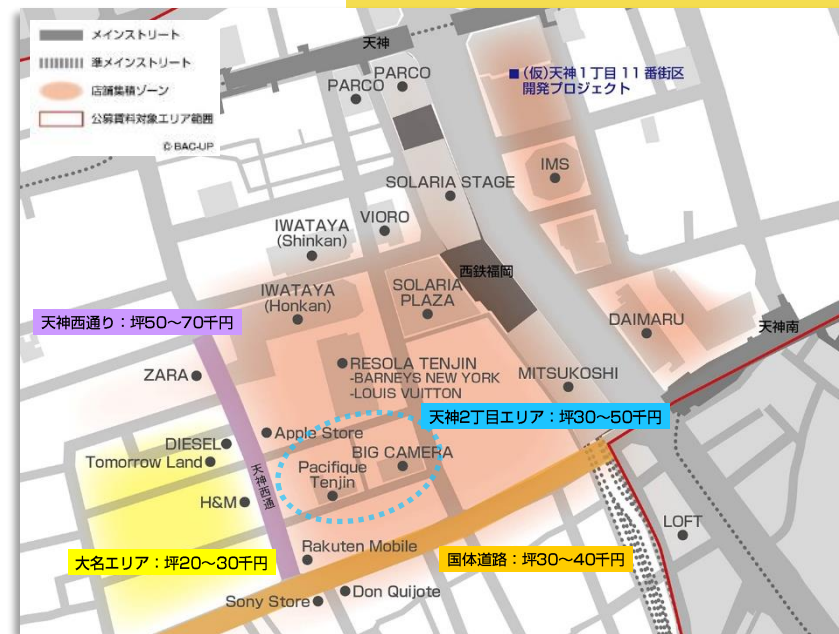 メインストリート
準メインストリート
店舗集積ゾーン
公募賃料対象エリア範囲
© BAC-UP
天神
PARCO
PARCO
■(仮)天神1丁目11番街区
開発プロジェクト
IMS
SOLARIA STAGE
VIORO
IWATAYA
(Shinkan)
西鉄福岡
SOLARIA
PLAZA
IWATAYA
(Honkan)
天神西通り：坪50～70千円
DAIMARU
天神南
ZARA
RESOLA TENJIN
-BARNEYS NEW YORK
-LOUIS VUITTON
MITSUKOSHI
天神2丁目エリア：坪30～50千円
Apple Store
DIESEL
Tomorrow Land
BIG CAMERA
Pacifique
Tenjin
天神西通
H&M
LOFT
Rakuten Mobile
大名エリア：坪20～30千円
国体道路：坪30～40千円
Don Quijote
Sony Store